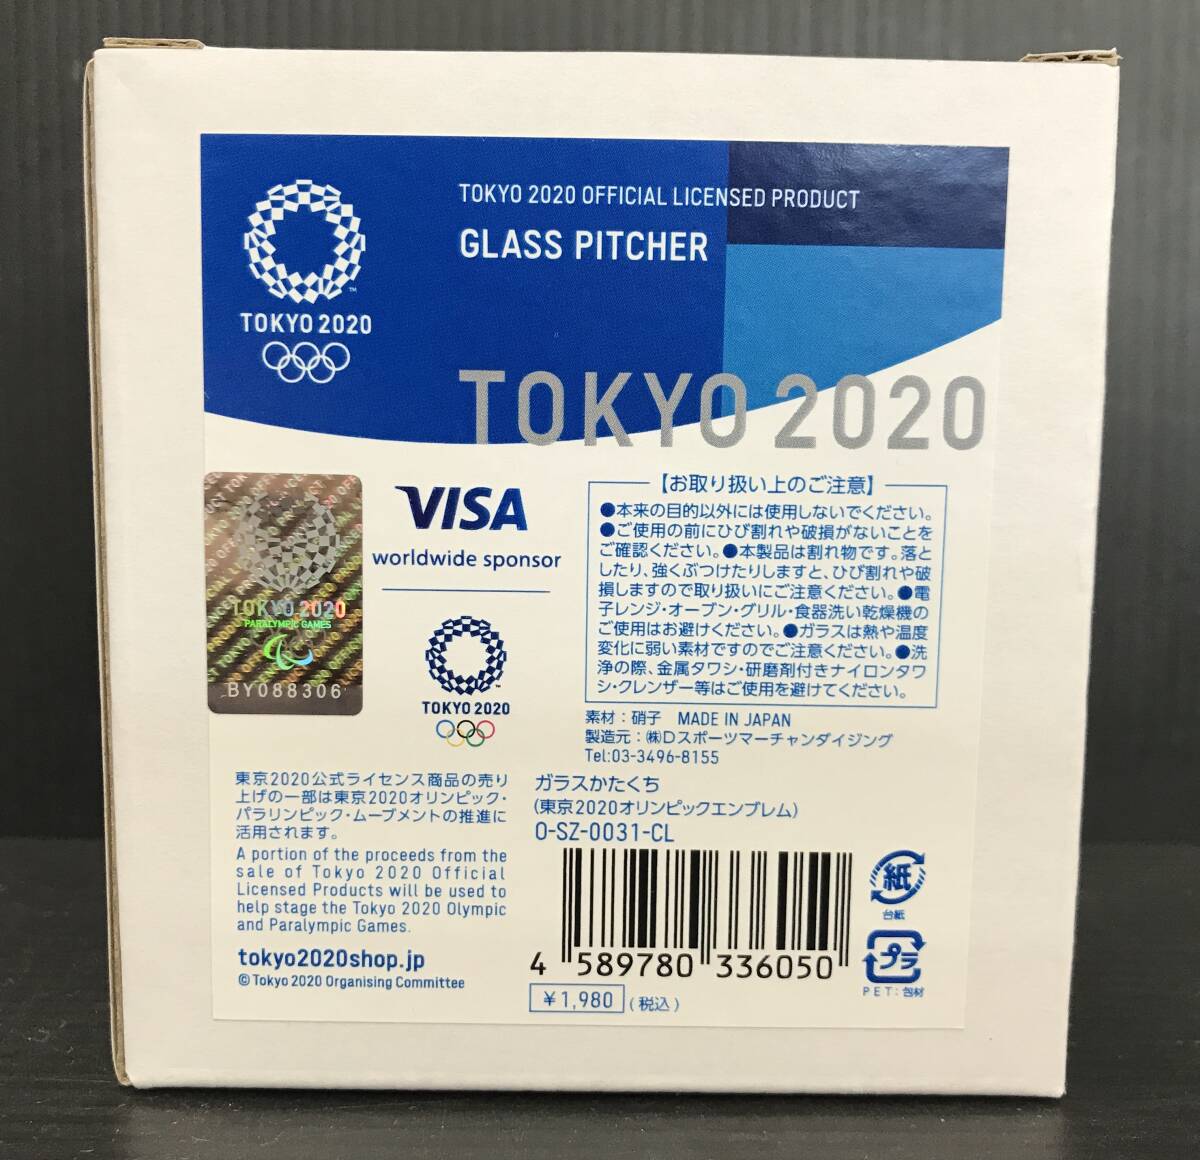 TOKYO 2020 OFFICIAL LICENSED PRODUCT
GLASS PITCHER
TOKYO 2020
TM
TOKYO 2020
TOKYO 2020
PARALYMPIC GAMES
BY088306
VISA
worldwide sponsor
TOKYO 2020
【お取り扱い上のご注意】
●本来の目的以外には使用しないでください。
●ご使用の前にひび割れや破損がないことを
ご確認ください。●本製品は割れ物です。落と
したり、強くぶつけたりしますと、ひび割れや破
損しますので取り扱いにご注意ください。●電
子レンジ・オーブン・グリル・食器洗い乾燥機の
ご使用はお避けください。●ガラスは熱や温度
変化に弱い素材ですのでご注意ください。●洗
浄の際、金属タワシ・研磨剤付きナイロンタワ
シ・クレンザー等はご使用を避けてください。
素材：硝子 MADE IN JAPAN
製造元：㈱Dスポーツマーチャンダイジング
Tel:03-3496-8155
東京2020公式ライセンス商品の売り
上げの一部は東京2020オリンピック・
パラリンピック・ムーブメントの推進に
活用されます。
A portion of the proceeds from the
sale of Tokyo 2020 Official
Licensed Products will be used to
help stage the Tokyo 2020 Olympic
and Paralympic Games.
tokyo2020shop.jp
© Tokyo 2020 Organising Committee
ガラスかたくち
(東京2020オリンピックエンブレム)
O-SZ-0031-CL
4 589780 336050
¥1,980 (税込)
紙
台紙
プラ
PET:包材